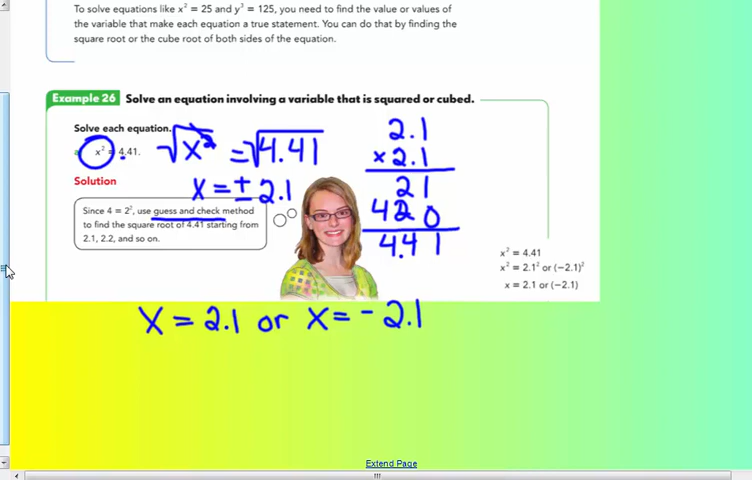 To solve equations like x² = 25 and y³ = 125, you need to find the value or values of
the variable that make each equation a true statement. You can do that by finding the
square root or the cube root of both sides of the equation.
Example 26 Solve an equation involving a variable that is squared or cubed.
Solve each equation.
x² = 4.41.
√x² = √4.41
x = ± 2.1
2.1
× 2.1
21
420
4.41
Solution
Since 4 = 2², use guess and check method
to find the square root of 4.41 starting from
2.1, 2.2, and so on.
x² = 4.41
x² = 2.1² or (−2.1)²
x = 2.1 or (−2.1)
x = 2.1 or x = - 2.1
Extend Page